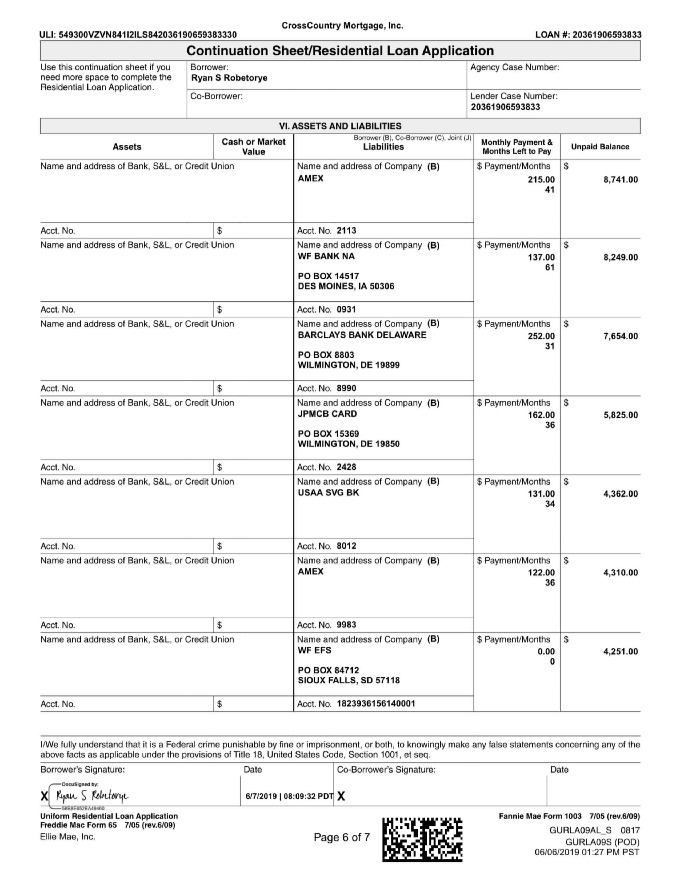 CrossCountry Mortgage, Inc.
ULI: 549300VZVN841I2ILS842036190659383330
LOAN #: 20361906593833
Continuation Sheet/Residential Loan Application
Use this continuation sheet if you
need more space to complete the
Residential Loan Application.
Borrower:
Ryan S Robetorye
Agency Case Number:
Co-Borrower:
Lender Case Number:
20361906593833
VI. ASSETS AND LIABILITIES
Assets
Cash or Market
Value
Borrower (B), Co-Borrower (C), Joint (J)
Liabilities
Monthly Payment &
Months Left to Pay
Unpaid Balance
Name and address of Bank, S&L, or Credit Union
Name and address of Company (B)
AMEX
$ Payment/Months
215.00
41
$
8,741.00
Acct. No.
$
Acct. No. 2113
Name and address of Bank, S&L, or Credit Union
Name and address of Company (B)
WF BANK NA
PO BOX 14517
DES MOINES, IA 50306
$ Payment/Months
137.00
61
$
8,249.00
Acct. No.
$
Acct. No. 0931
Name and address of Bank, S&L, or Credit Union
Name and address of Company (B)
BARCLAYS BANK DELAWARE
PO BOX 8803
WILMINGTON, DE 19899
$ Payment/Months
252.00
31
$
7,654.00
Acct. No.
$
Acct. No. 8990
Name and address of Bank, S&L, or Credit Union
Name and address of Company (B)
JPMCB CARD
PO BOX 15369
WILMINGTON, DE 19850
$ Payment/Months
162.00
36
$
5,825.00
Acct. No.
$
Acct. No. 2428
Name and address of Bank, S&L, or Credit Union
Name and address of Company (B)
USAA SVG BK
$ Payment/Months
131.00
34
$
4,362.00
Acct. No.
$
Acct. No. 8012
Name and address of Bank, S&L, or Credit Union
Name and address of Company (B)
AMEX
$ Payment/Months
122.00
36
$
4,310.00
Acct. No.
$
Acct. No. 9983
Name and address of Bank, S&L, or Credit Union
Name and address of Company (B)
WF EFS
PO BOX 84712
SIOUX FALLS, SD 57118
$ Payment/Months
0.00
0
$
4,251.00
Acct. No.
$
Acct. No. 1823936156140001
I/We fully understand that it is a Federal crime punishable by fine or imprisonment, or both, to knowingly make any false statements concerning any of the
above facts as applicable under the provisions of Title 18, United States Code, Section 1001, et seq.
Borrower's Signature:
Date
Co-Borrower's Signature:
Date
DocuSigned by:
X Ryan S Robetorye
6/7/2019 | 08:09:32 PDT
X
Uniform Residential Loan Application
Freddie Mac Form 65 7/05 (rev.6/09)
Fannie Mae Form 1003 7/05 (rev.6/09)
Ellie Mae, Inc.
Page 6 of 7
GURLA09AL_S 0817
GURLA09S (POD)
06/06/2019 01:27 PM PST